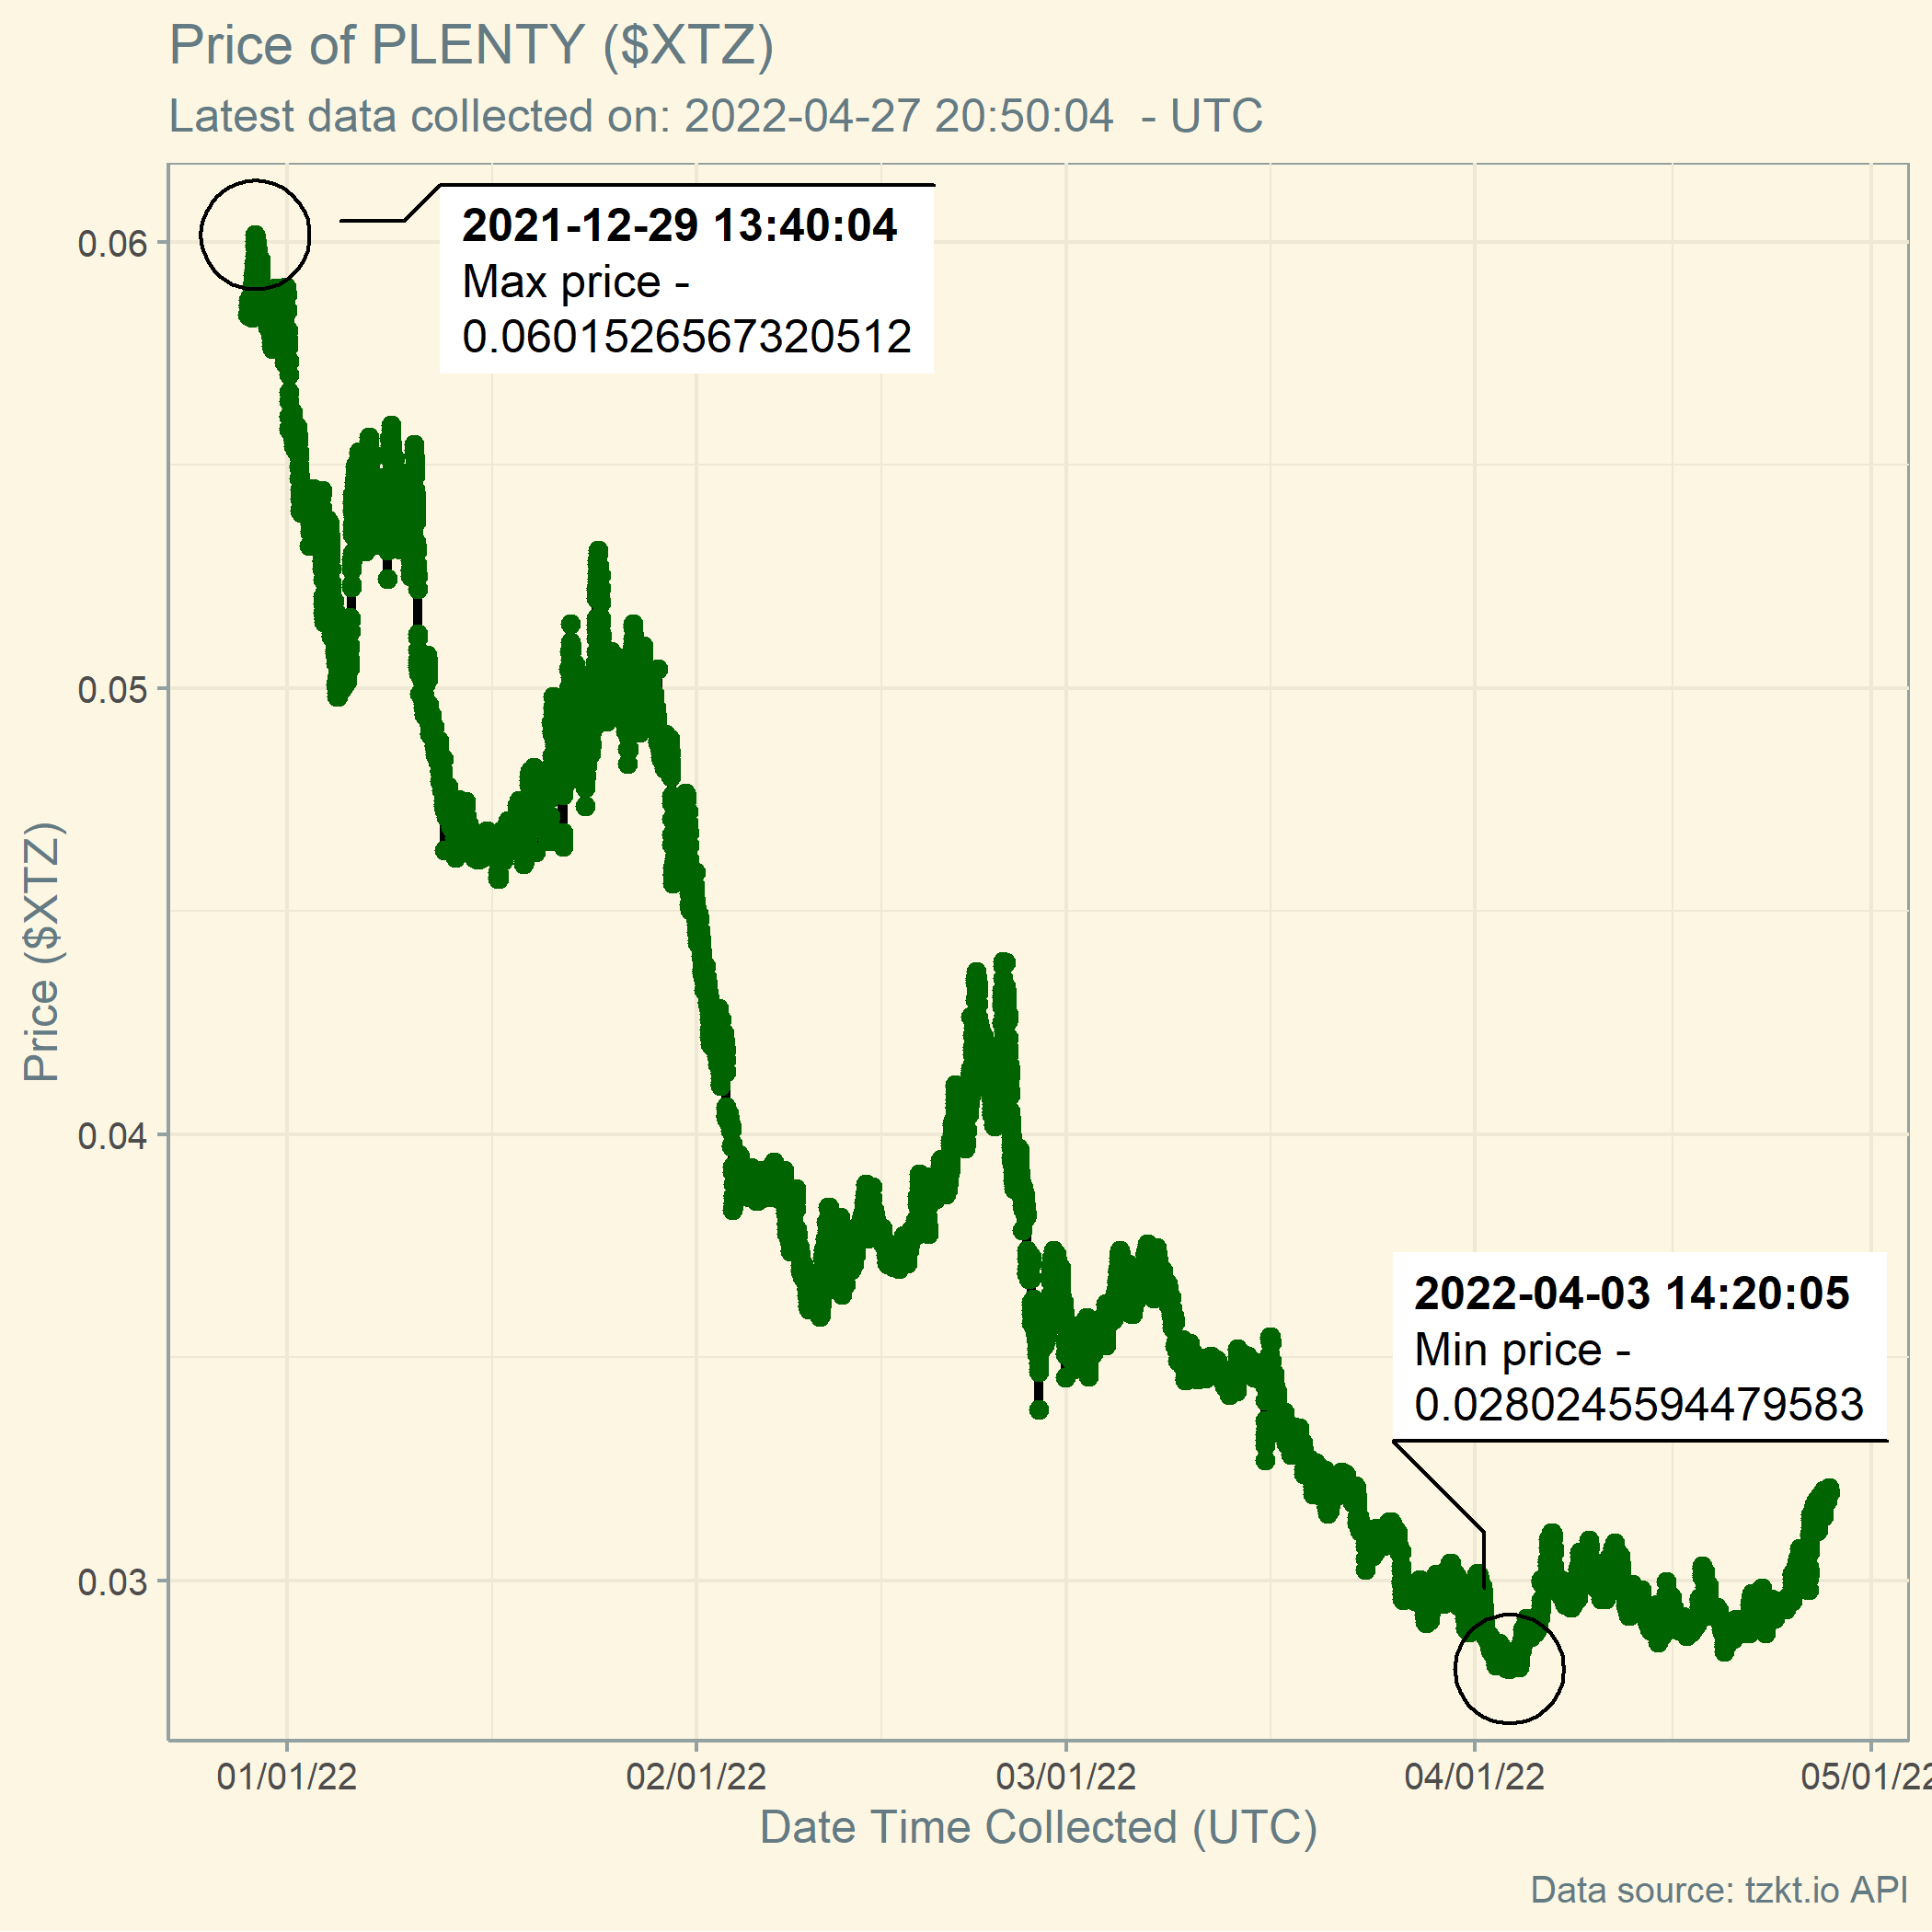 Price of PLENTY ($XTZ)
Latest data collected on: 2022-04-27 20:50:04  - UTC
2021-12-29 13:40:04
Max price -
0.0601526567320512
0.06
0.05
0.04
0.03
Price ($XTZ)
2022-04-03 14:20:05
Min price -
0.0280245594479583
01/01/22
02/01/22
03/01/22
04/01/22
05/01/22
Date Time Collected (UTC)
Data source: tzkt.io API